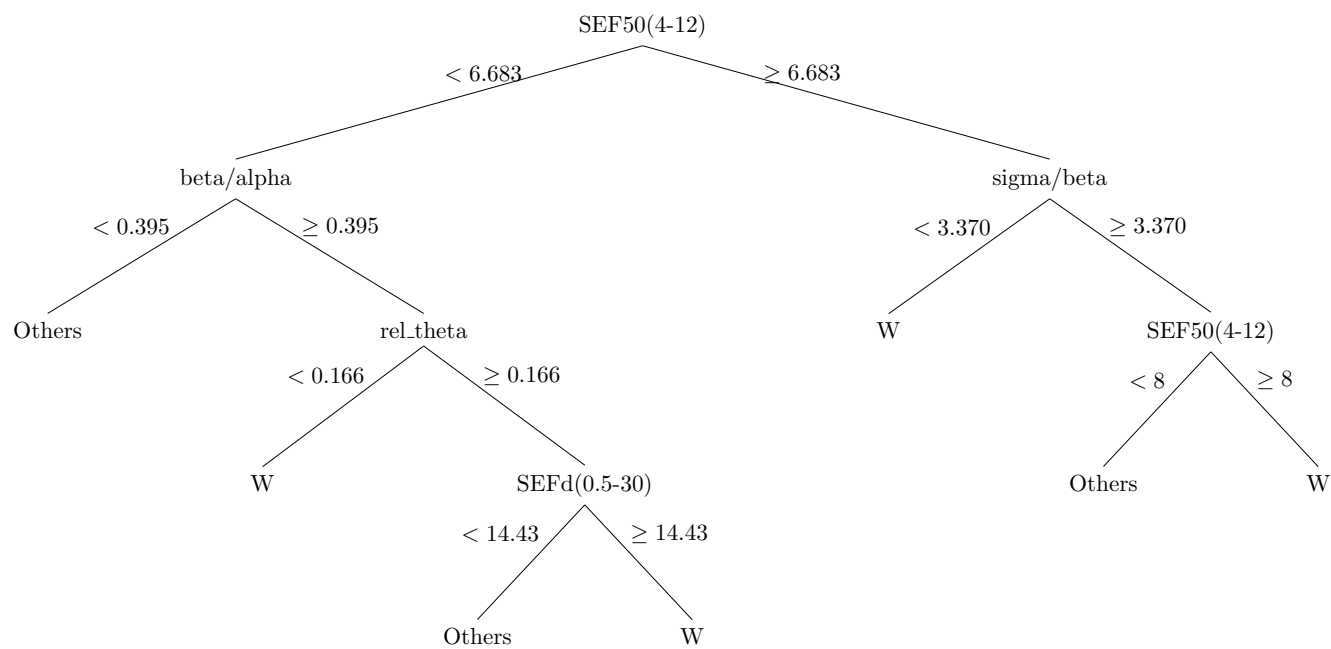 SEF50(4-12)
< 6.683
≥ 6.683
beta/alpha
sigma/beta
< 0.395
≥ 0.395
< 3.370
≥ 3.370
Others
rel_theta
W
SEF50(4-12)
< 0.166
≥ 0.166
< 8
≥ 8
W
SEFd(0.5-30)
Others
W
< 14.43
≥ 14.43
Others
W